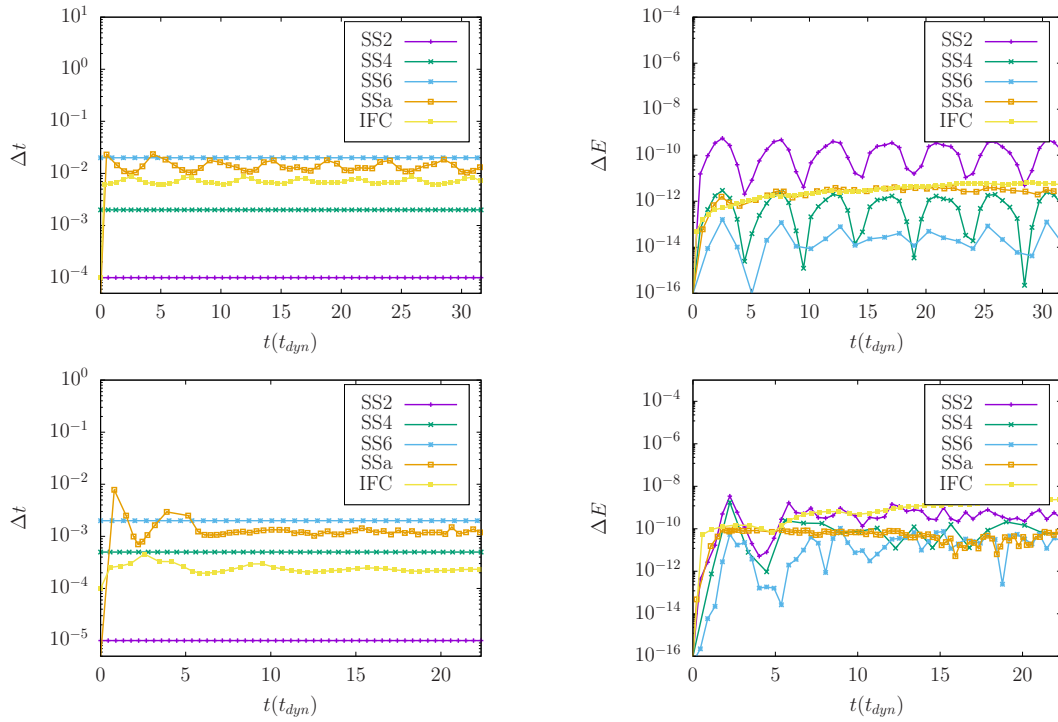 10^1
10^0
10^-1
10^-2
10^-3
10^-4
Δt
0 5 10 15 20 25 30
t(t_dyn)
SS2
SS4
SS6
SSa
IFC
10^-4
10^-6
10^-8
10^-10
10^-12
10^-14
10^-16
ΔE
0 5 10 15 20 25 30
t(t_dyn)
SS2
SS4
SS6
SSa
IFC
10^0
10^-1
10^-2
10^-3
10^-4
10^-5
Δt
0 5 10 15 20
t(t_dyn)
SS2
SS4
SS6
SSa
IFC
10^-4
10^-6
10^-8
10^-10
10^-12
10^-14
10^-16
ΔE
0 5 10 15 20
t(t_dyn)
SS2
SS4
SS6
SSa
IFC